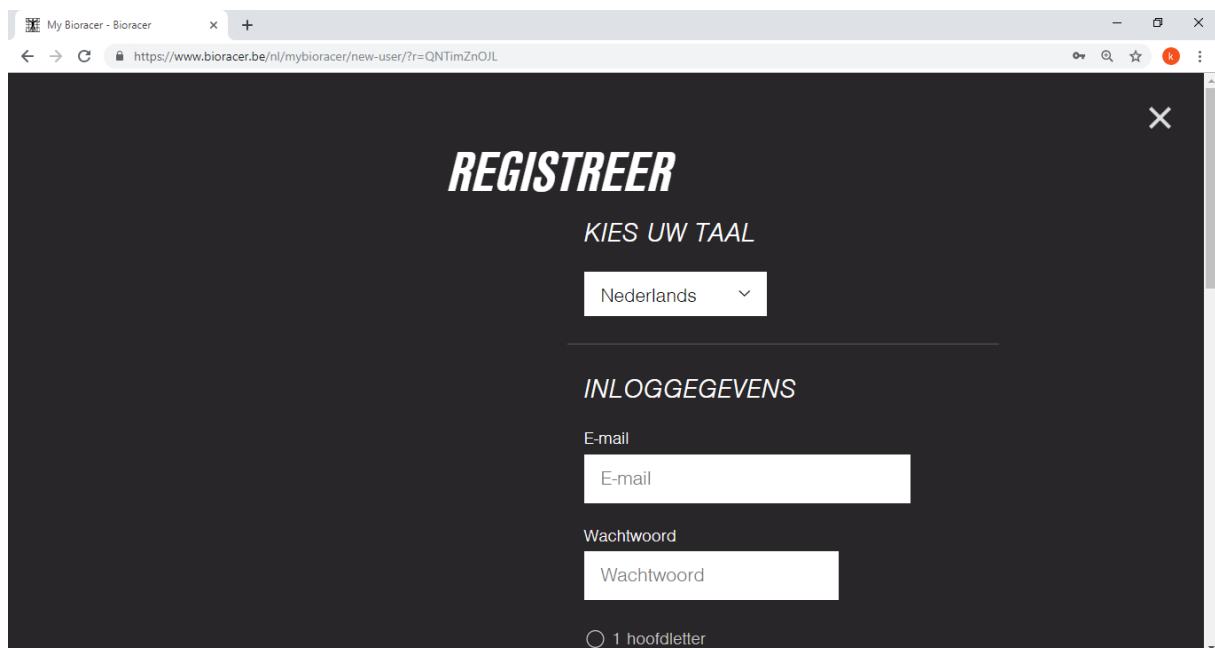 My Bioracer - Bioracer
https://www.bioracer.be/nl/mybioracer/new-user/?r=QNTimZnOJL
k
REGISTREER
KIES UW TAAL
Nederlands
INLOGGEGEVENS
E-mail
E-mail
Wachtwoord
Wachtwoord
1 hoofdletter